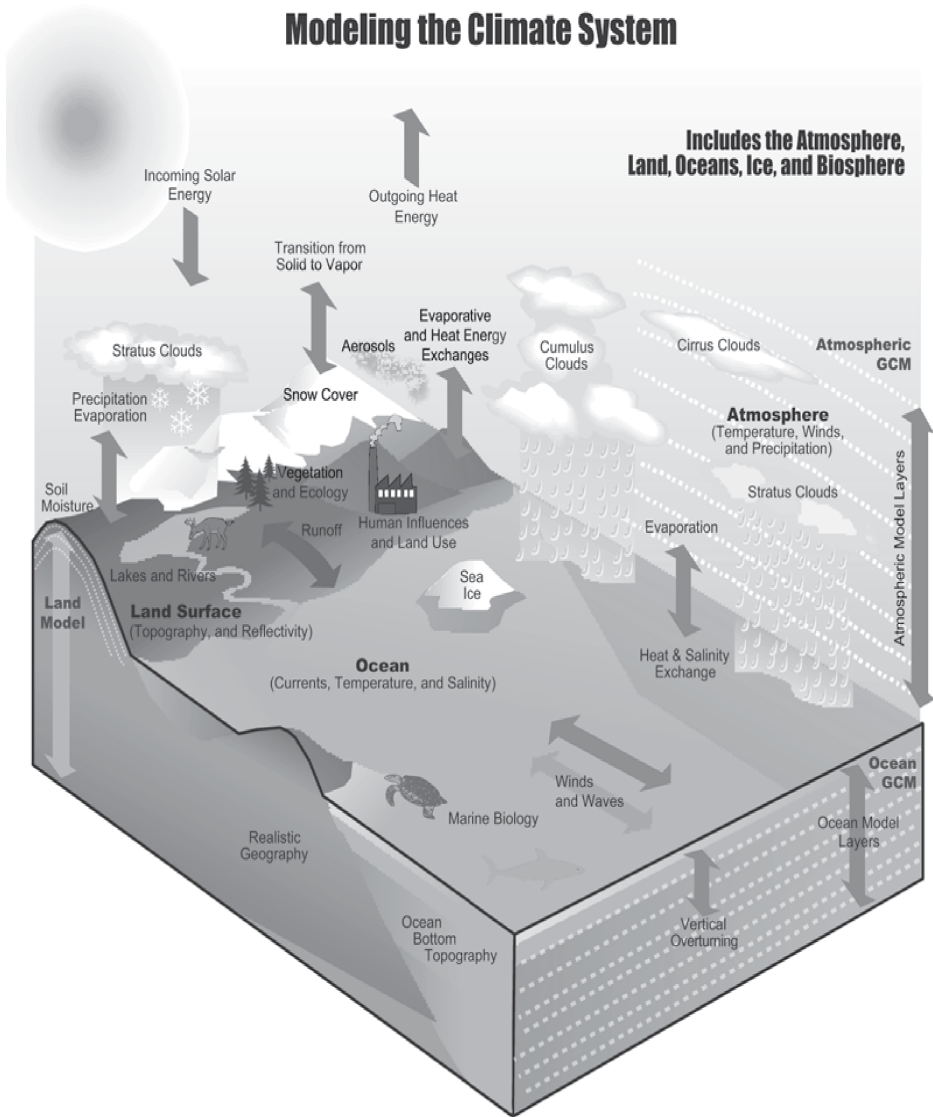 Modeling the Climate System
Includes the Atmosphere,
Land, Oceans, Ice, and Biosphere
Incoming Solar
Energy
Outgoing Heat
Energy
Transition from
Solid to Vapor
Evaporative
and Heat Energy
Exchanges
Stratus Clouds
Aerosols
Cumulus
Clouds
Cirrus Clouds
Atmospheric
GCM
Precipitation
Evaporation
Snow Cover
Atmosphere
(Temperature, Winds,
and Precipitation)
Atmospheric Model Layers
Vegetation
and Ecology
Soil
Moisture
Stratus Clouds
Runoff
Human Influences
and Land Use
Evaporation
Lakes and Rivers
Sea
Ice
Land
Model
Land Surface
(Topography, and Reflectivity)
Ocean
(Currents, Temperature, and Salinity)
Heat & Salinity
Exchange
Ocean
GCM
Winds
and Waves
Marine Biology
Ocean Model
Layers
Realistic
Geography
Ocean
Bottom
Topography
Vertical
Overturning